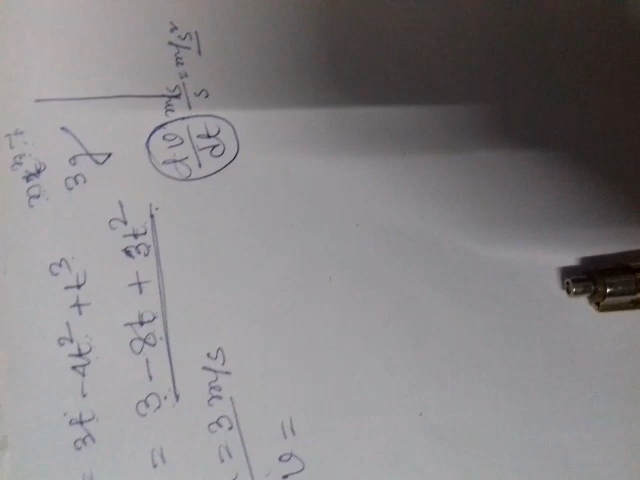 = 3t - 4t² + t³
= 3 - 8t + 3t²
= 3 m/s
v =
dv/dt
m/s/s = m/s²